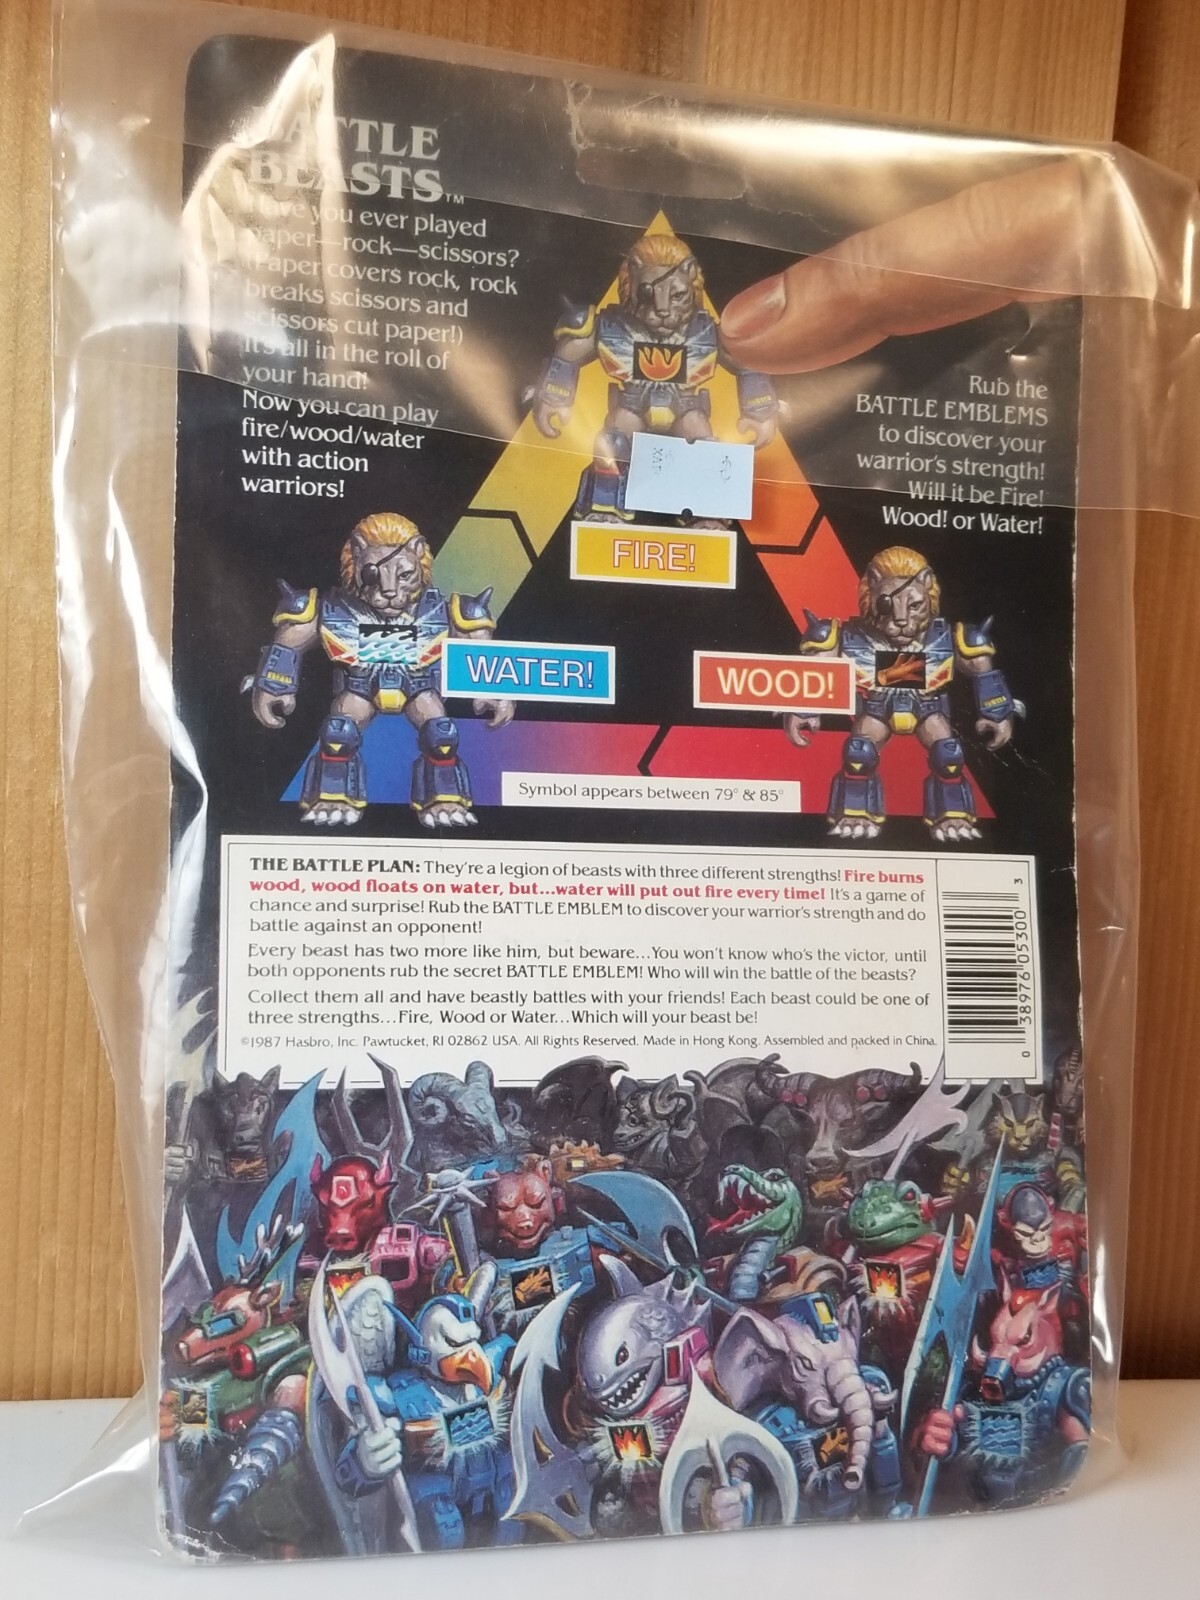 BATTLE
BEASTS™
Have you ever played
paper—rock—scissors?
(Paper covers rock, rock
breaks scissors and
scissors cut paper!)
It's all in the roll of
your hand!
Now you can play
fire/wood/water
with action
warriors!
Rub the
BATTLE EMBLEMS
to discover your
warrior's strength!
Will it be Fire!
Wood! or Water!
FIRE!
WATER!
WOOD!
Symbol appears between 79° & 85°
THE BATTLE PLAN: They're a legion of beasts with three different strengths! Fire burns
wood, wood floats on water, but...water will put out fire every time! It's a game of
chance and surprise! Rub the BATTLE EMBLEM to discover your warrior's strength and do
battle against an opponent!
Every beast has two more like him, but beware...You won't know who's the victor, until
both opponents rub the secret BATTLE EMBLEM! Who will win the battle of the beasts?
Collect them all and have beastly battles with your friends! Each beast could be one of
three strengths...Fire, Wood or Water...Which will your beast be!
©1987 Hasbro, Inc. Pawtucket, RI 02862 USA. All Rights Reserved. Made in Hong Kong. Assembled and packed in China.
0 38976 05300 3